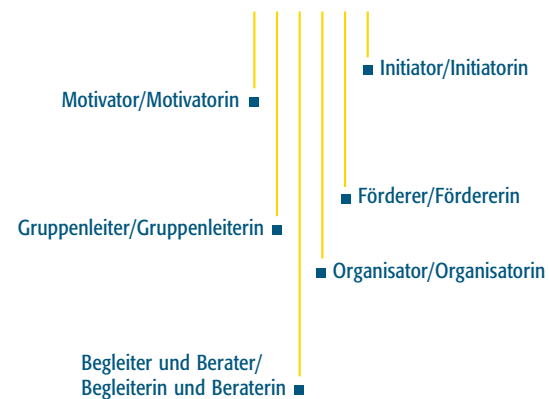 Initiator/Initiatorin
Motivator/Motivatorin
Förderer/Fördererin
Gruppenleiter/Gruppenleiterin
Organisator/Organisatorin
Begleiter und Berater/
Begleiterin und Beraterin